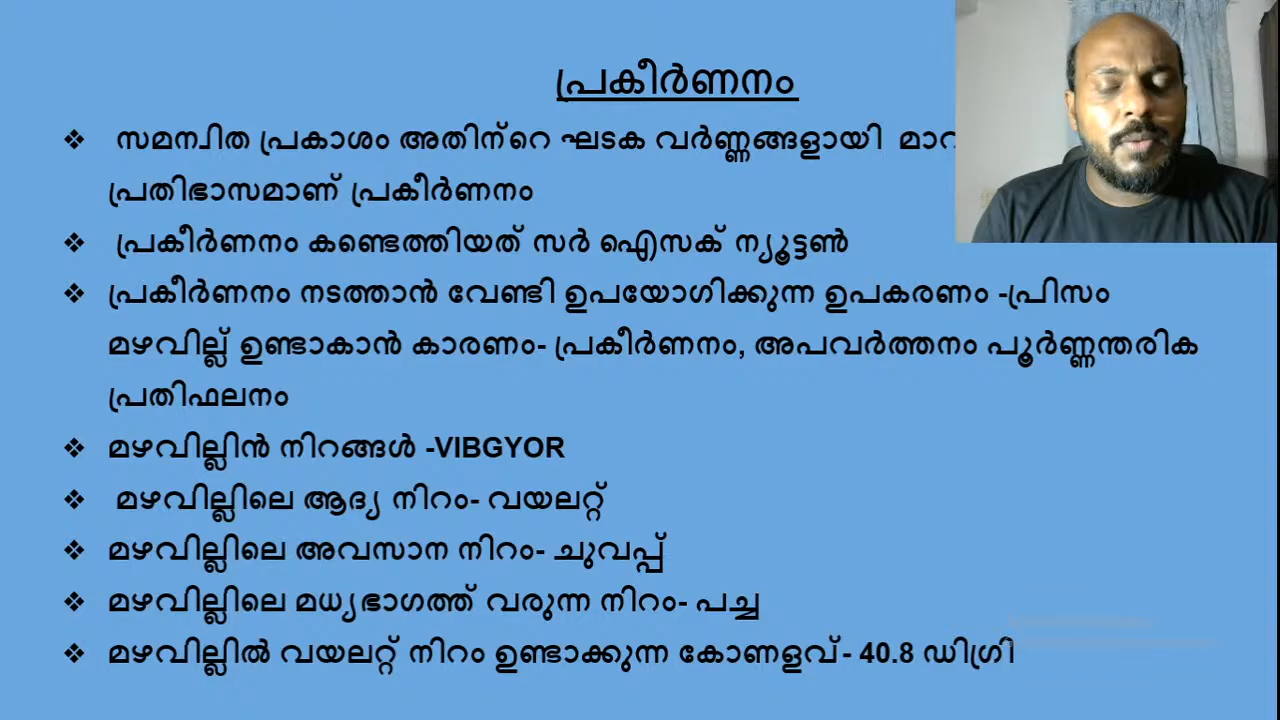 പ്രകീർണനം
❖ സമന്വിത പ്രകാശം അതിന്റെ ഘടക വർണ്ണങ്ങളായി
പ്രതിഭാസമാണ് പ്രകീർണനം
❖ പ്രകീർണനം കണ്ടെത്തിയത് സർ ഐസക് ന്യൂട്ടൺ
❖ പ്രകീർണനം നടത്താൻ വേണ്ടി ഉപയോഗിക്കുന്ന ഉപകരണം -പ്രിസം
മഴവില്ല് ഉണ്ടാകാൻ കാരണം- പ്രകീർണനം, അപവർത്തനം പൂർണ്ണന്തരിക
പ്രതിഫലനം
❖ മഴവില്ലിൻ നിറങ്ങൾ -VIBGYOR
❖ മഴവില്ലിലെ ആദ്യ നിറം- വയലറ്റ്
❖ മഴവില്ലിലെ അവസാന നിറം- ചുവപ്പ്
❖ മഴവില്ലിലെ മധ്യഭാഗത്ത് വരുന്ന നിറം- പച്ച
❖ മഴവില്ലിൽ വയലറ്റ് നിറം ഉണ്ടാക്കുന്ന കോണളവ്- 40.8 ഡിഗ്രി